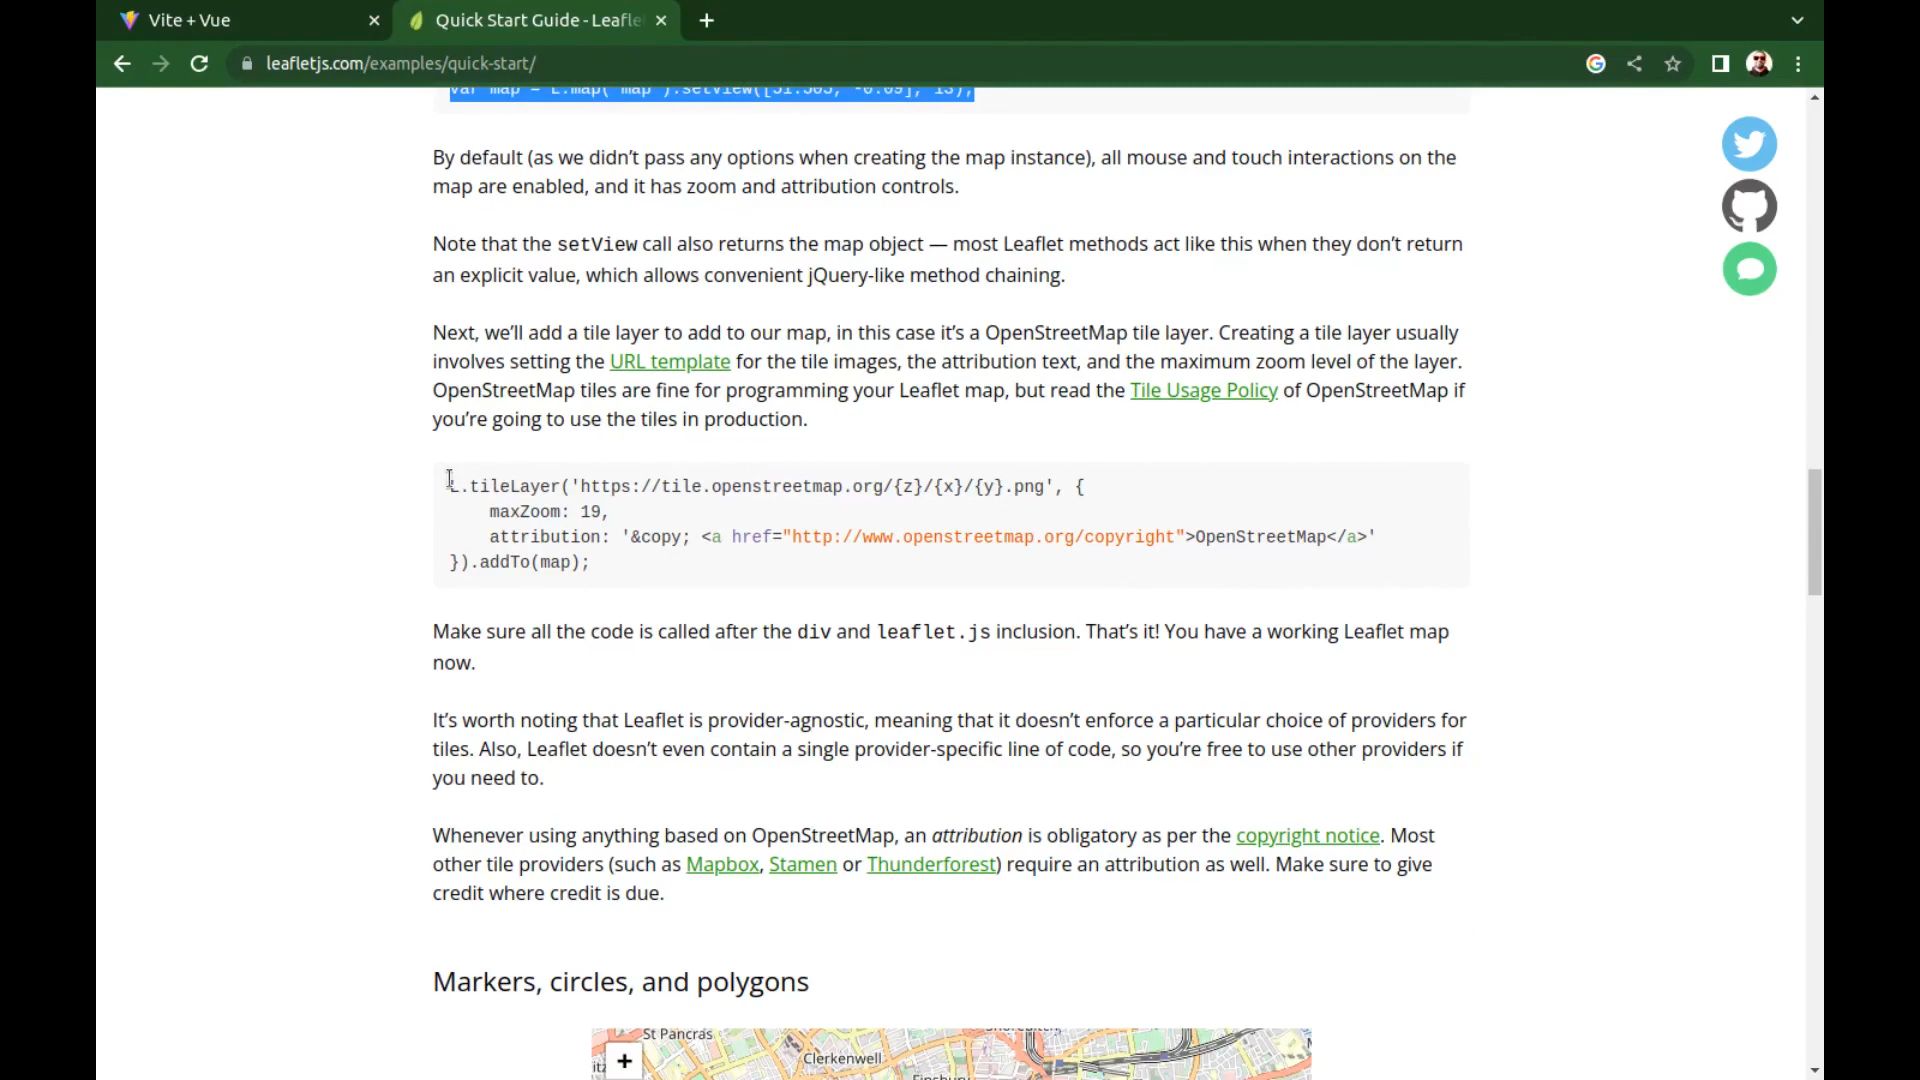 Vite + Vue
Quick Start Guide - Leafle
leafletjs.com/examples/quick-start/
var map = L.map('map').setView([51.505, -0.09], 13);
By default (as we didn’t pass any options when creating the map instance), all mouse and touch interactions on the
map are enabled, and it has zoom and attribution controls.
Note that the setView call also returns the map object — most Leaflet methods act like this when they don’t return
an explicit value, which allows convenient jQuery-like method chaining.
Next, we’ll add a tile layer to add to our map, in this case it’s a OpenStreetMap tile layer. Creating a tile layer usually
involves setting the URL template for the tile images, the attribution text, and the maximum zoom level of the layer.
OpenStreetMap tiles are fine for programming your Leaflet map, but read the Tile Usage Policy of OpenStreetMap if
you’re going to use the tiles in production.
L.tileLayer('https://tile.openstreetmap.org/{z}/{x}/{y}.png', {
maxZoom: 19,
attribution: '&copy; <a href="http://www.openstreetmap.org/copyright">OpenStreetMap</a>'
}).addTo(map);
Make sure all the code is called after the div and leaflet.js inclusion. That’s it! You have a working Leaflet map
now.
It’s worth noting that Leaflet is provider-agnostic, meaning that it doesn’t enforce a particular choice of providers for
tiles. Also, Leaflet doesn’t even contain a single provider-specific line of code, so you’re free to use other providers if
you need to.
Whenever using anything based on OpenStreetMap, an attribution is obligatory as per the copyright notice. Most
other tile providers (such as Mapbox, Stamen or Thunderforest) require an attribution as well. Make sure to give
credit where credit is due.
Markers, circles, and polygons
St Pancras
+
Clerkenwell